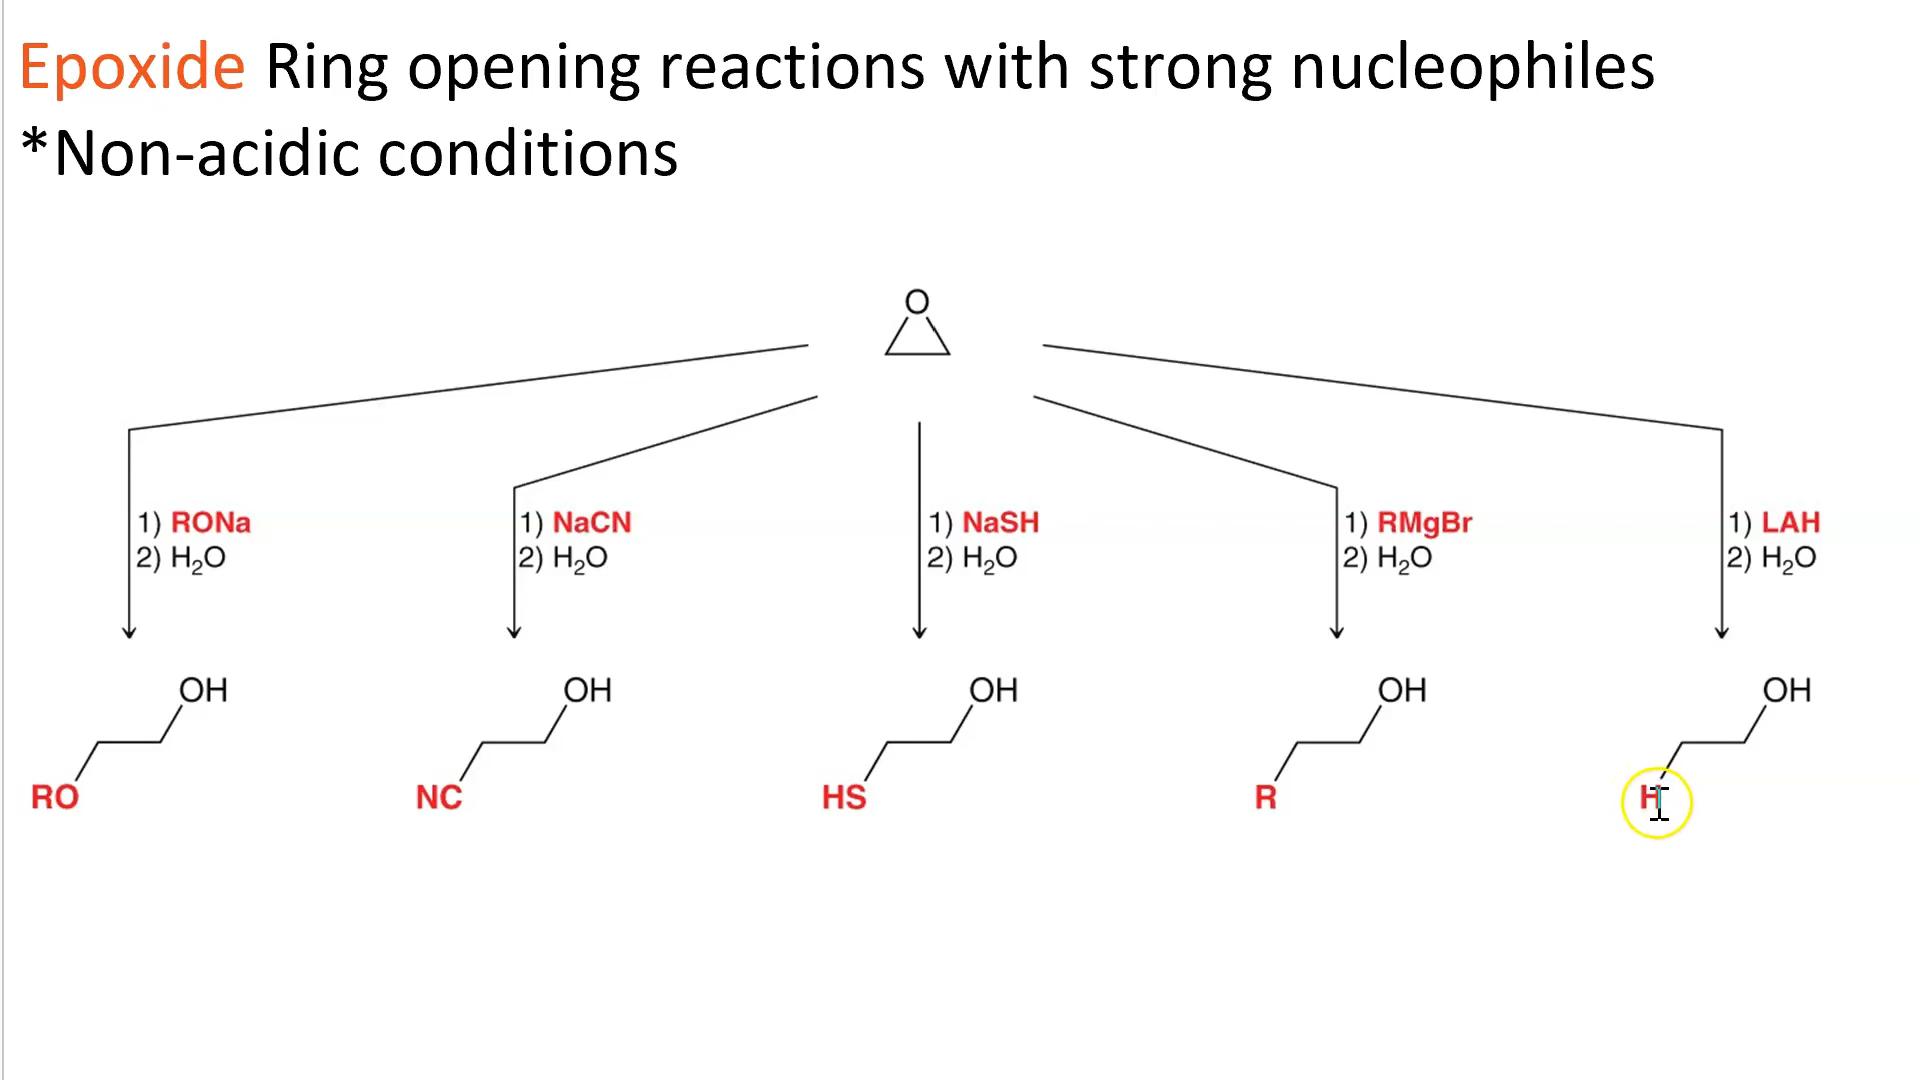 Epoxide Ring opening reactions with strong nucleophiles
*Non-acidic conditions
O
1) RONa
2) H₂O
1) NaCN
2) H₂O
1) NaSH
2) H₂O
1) RMgBr
2) H₂O
1) LAH
2) H₂O
OH
RO
OH
NC
OH
HS
OH
R
OH
H